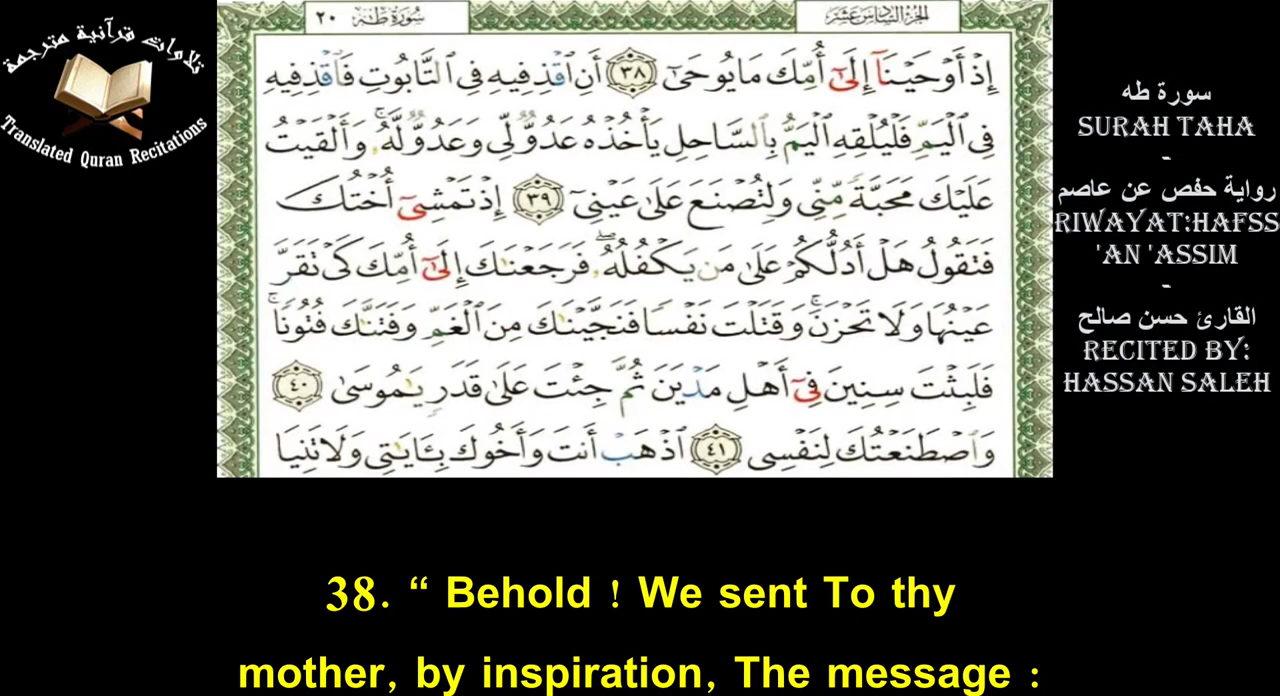 تلاوات قرآنية مترجمة
Translated Quran Recitations
سُورَةُ طه ٢٠
الجزء السادس عشر
إِذْ أَوْحَيْنَآ إِلَىٰٓ أُمِّكَ مَا يُوحَىٰٓ ٣٨ أَنِ ٱقْذِفِيهِ فِى ٱلتَّابُوتِ فَٱقْذِفِيهِ
فِى ٱلْيَمِّ فَلْيُلْقِهِ ٱلْيَمُّ بِٱلسَّاحِلِ يَأْخُذْهُ عَدُوٌّ لِّى وَعَدُوٌّ لَّهُۥۚ وَأَلْقَيْتُ
عَلَيْكَ مَحَبَّةً مِّنِّى وَلِتُصْنَعَ عَلَىٰ عَيْنِىٓ ٣٩ إِذْ تَمْشِىٓ أُخْتُكَ
فَتَقُولُ هَلْ أَدُلُّكُمْ عَلَىٰ مَن يَكْفُلُهُۥۖ فَرَجَعْنَـٰكَ إِلَىٰٓ أُمِّكَ كَىْ تَقَرَّ
عَيْنُهَا وَلَا تَحْزَنَۚ وَقَتَلْتَ نَفْسًا فَنَجَّيْنَـٰكَ مِنَ ٱلْغَمِّ وَفَتَنَّـٰكَ فُتُونًاۚ
فَلَبِثْتَ سِنِينَ فِىٓ أَهْلِ مَدْيَنَ ثُمَّ جِئْتَ عَلَىٰ قَدَرٍ يَـٰمُوسَىٰ ٤٠
وَٱصْطَنَعْتُكَ لِنَفْسِى ٤١ ٱذْهَبْ أَنتَ وَأَخُوكَ بِـَٔايَـٰتِى وَلَا تَنِيَا
سورة طه
SURAH TAHA
-
رواية حفص عن عاصم
RIWAYAT:HAFSS
'AN 'ASSIM
-
القارئ حسن صالح
RECITED BY:
HASSAN SALEH
38. “ Behold ! We sent To thy
mother, by inspiration, The message :